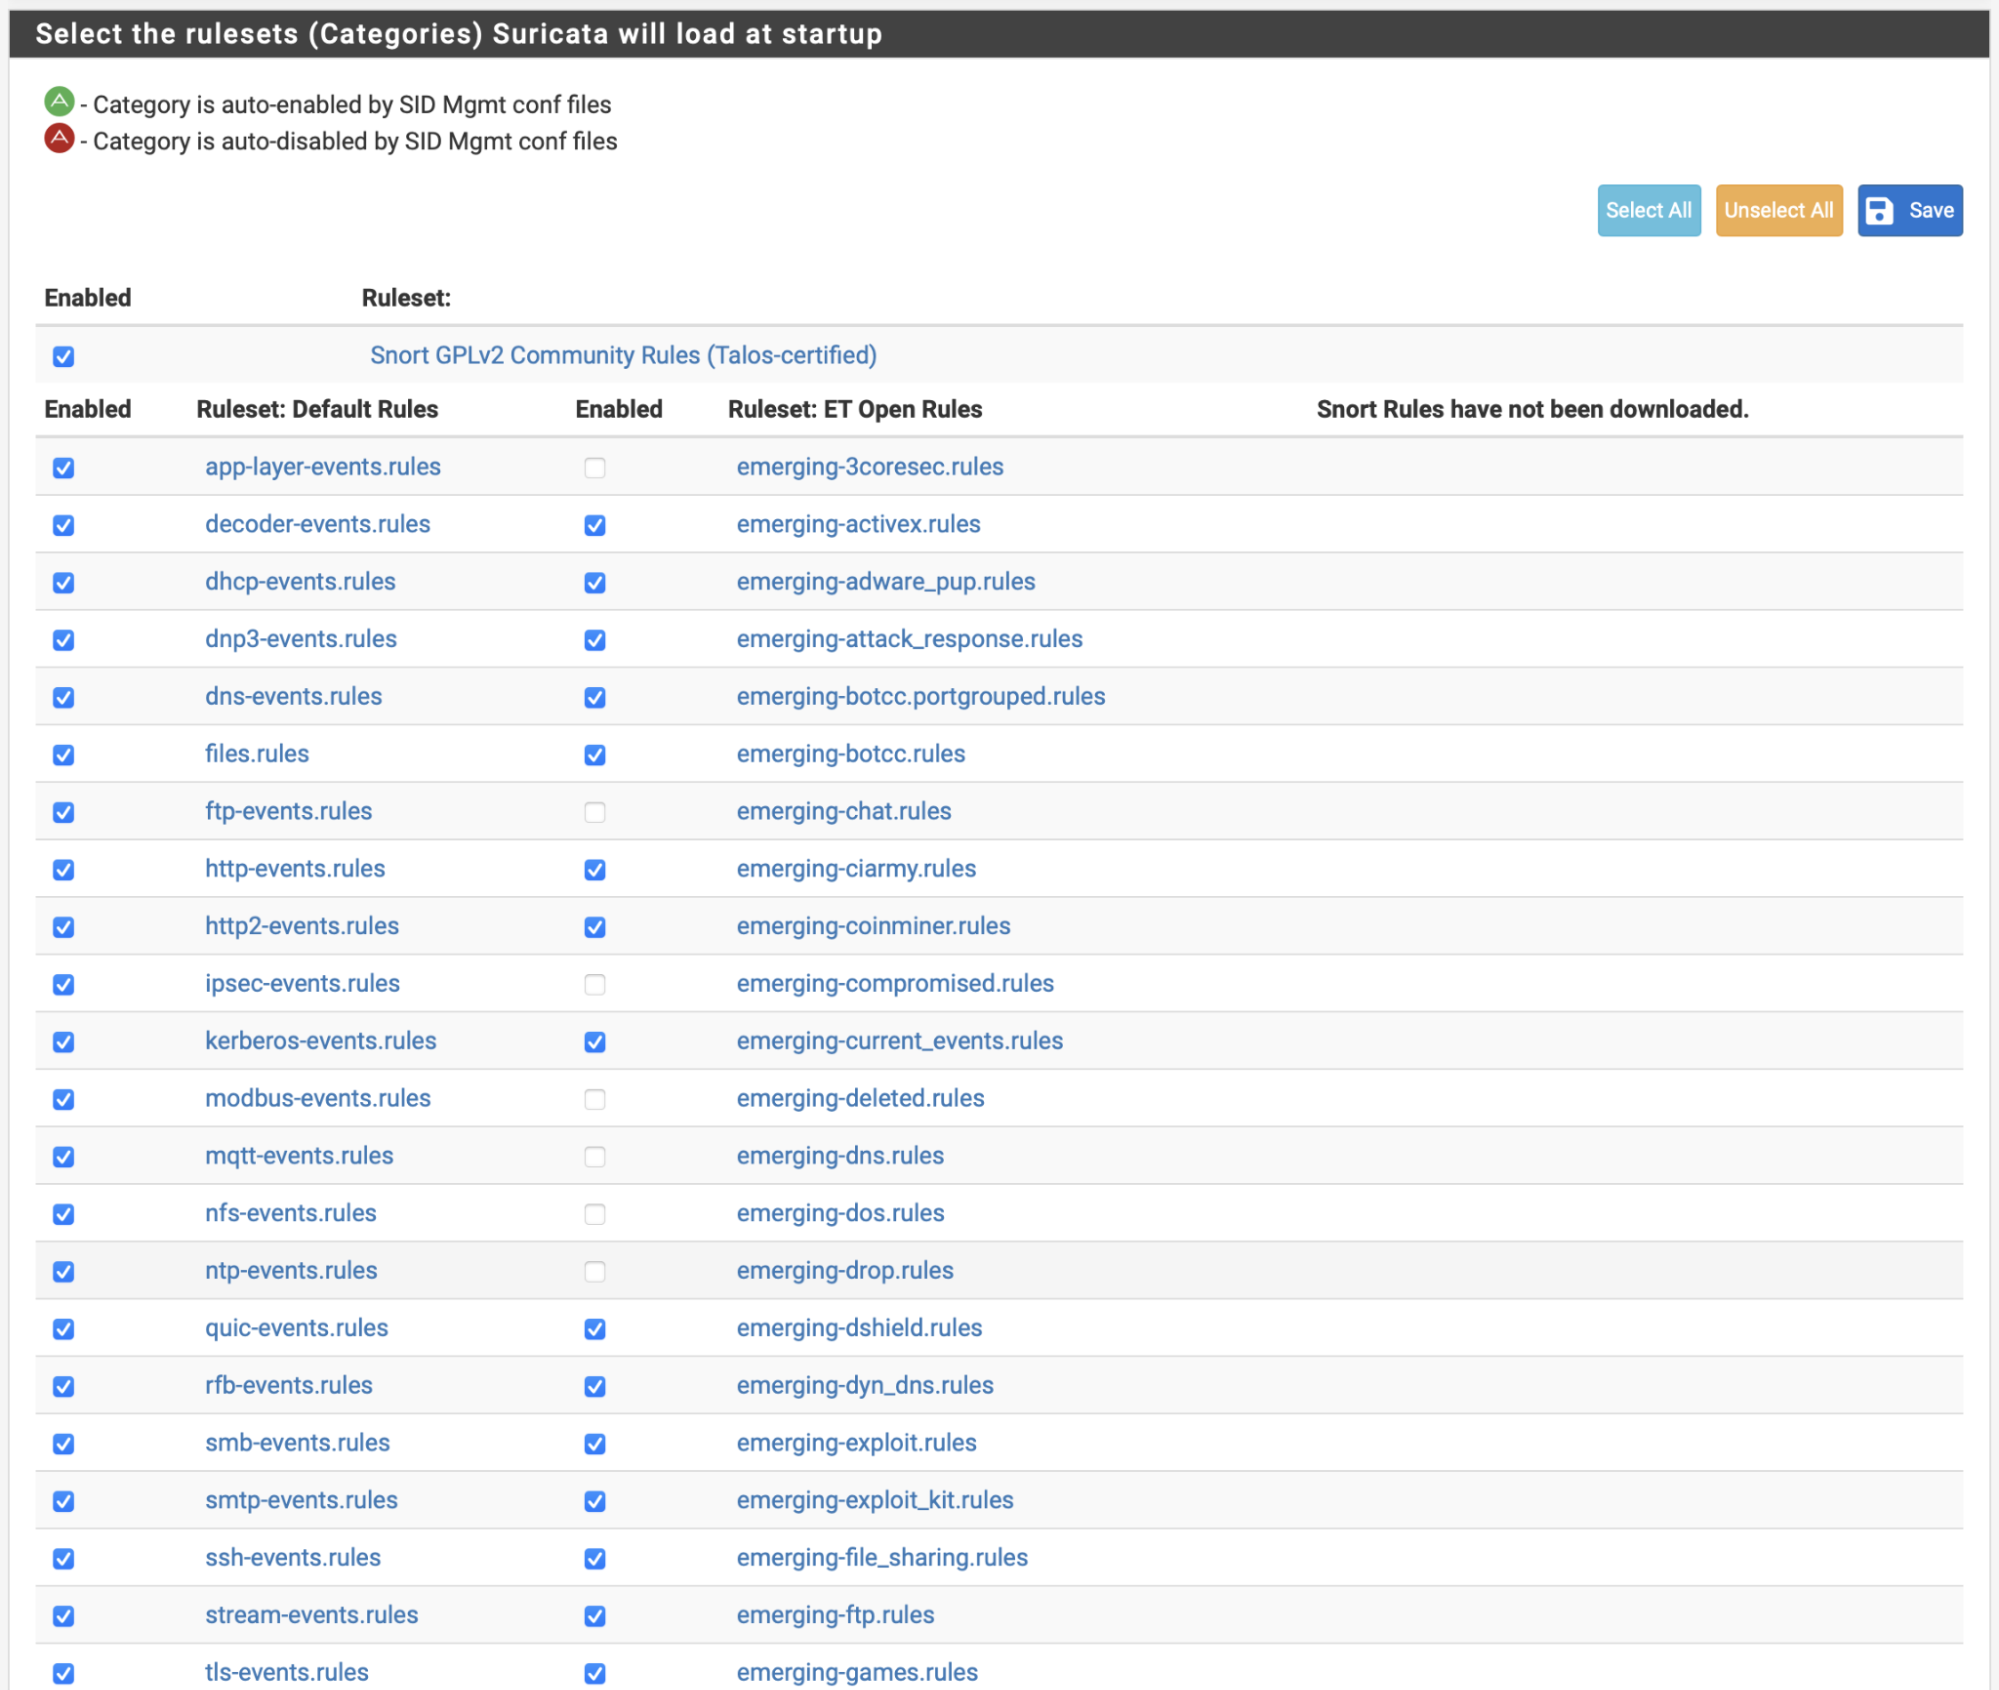 Select the rulesets (Categories) Suricata will load at startup
- Category is auto-enabled by SID Mgmt conf files
- Category is auto-disabled by SID Mgmt conf files
Select All Unselect All Save
Enabled Ruleset:
Snort GPLv2 Community Rules (Talos-certified)
Enabled Ruleset: Default Rules Enabled Ruleset: ET Open Rules Snort Rules have not been downloaded.
app-layer-events.rules emerging-3coresec.rules
decoder-events.rules emerging-activex.rules
dhcp-events.rules emerging-adware_pup.rules
dnp3-events.rules emerging-attack_response.rules
dns-events.rules emerging-botcc.portgrouped.rules
files.rules emerging-botcc.rules
ftp-events.rules emerging-chat.rules
http-events.rules emerging-ciarmy.rules
http2-events.rules emerging-coinminer.rules
ipsec-events.rules emerging-compromised.rules
kerberos-events.rules emerging-current_events.rules
modbus-events.rules emerging-deleted.rules
mqtt-events.rules emerging-dns.rules
nfs-events.rules emerging-dos.rules
ntp-events.rules emerging-drop.rules
quic-events.rules emerging-dshield.rules
rfb-events.rules emerging-dyn_dns.rules
smb-events.rules emerging-exploit.rules
smtp-events.rules emerging-exploit_kit.rules
ssh-events.rules emerging-file_sharing.rules
stream-events.rules emerging-ftp.rules
tls-events.rules emerging-games.rules